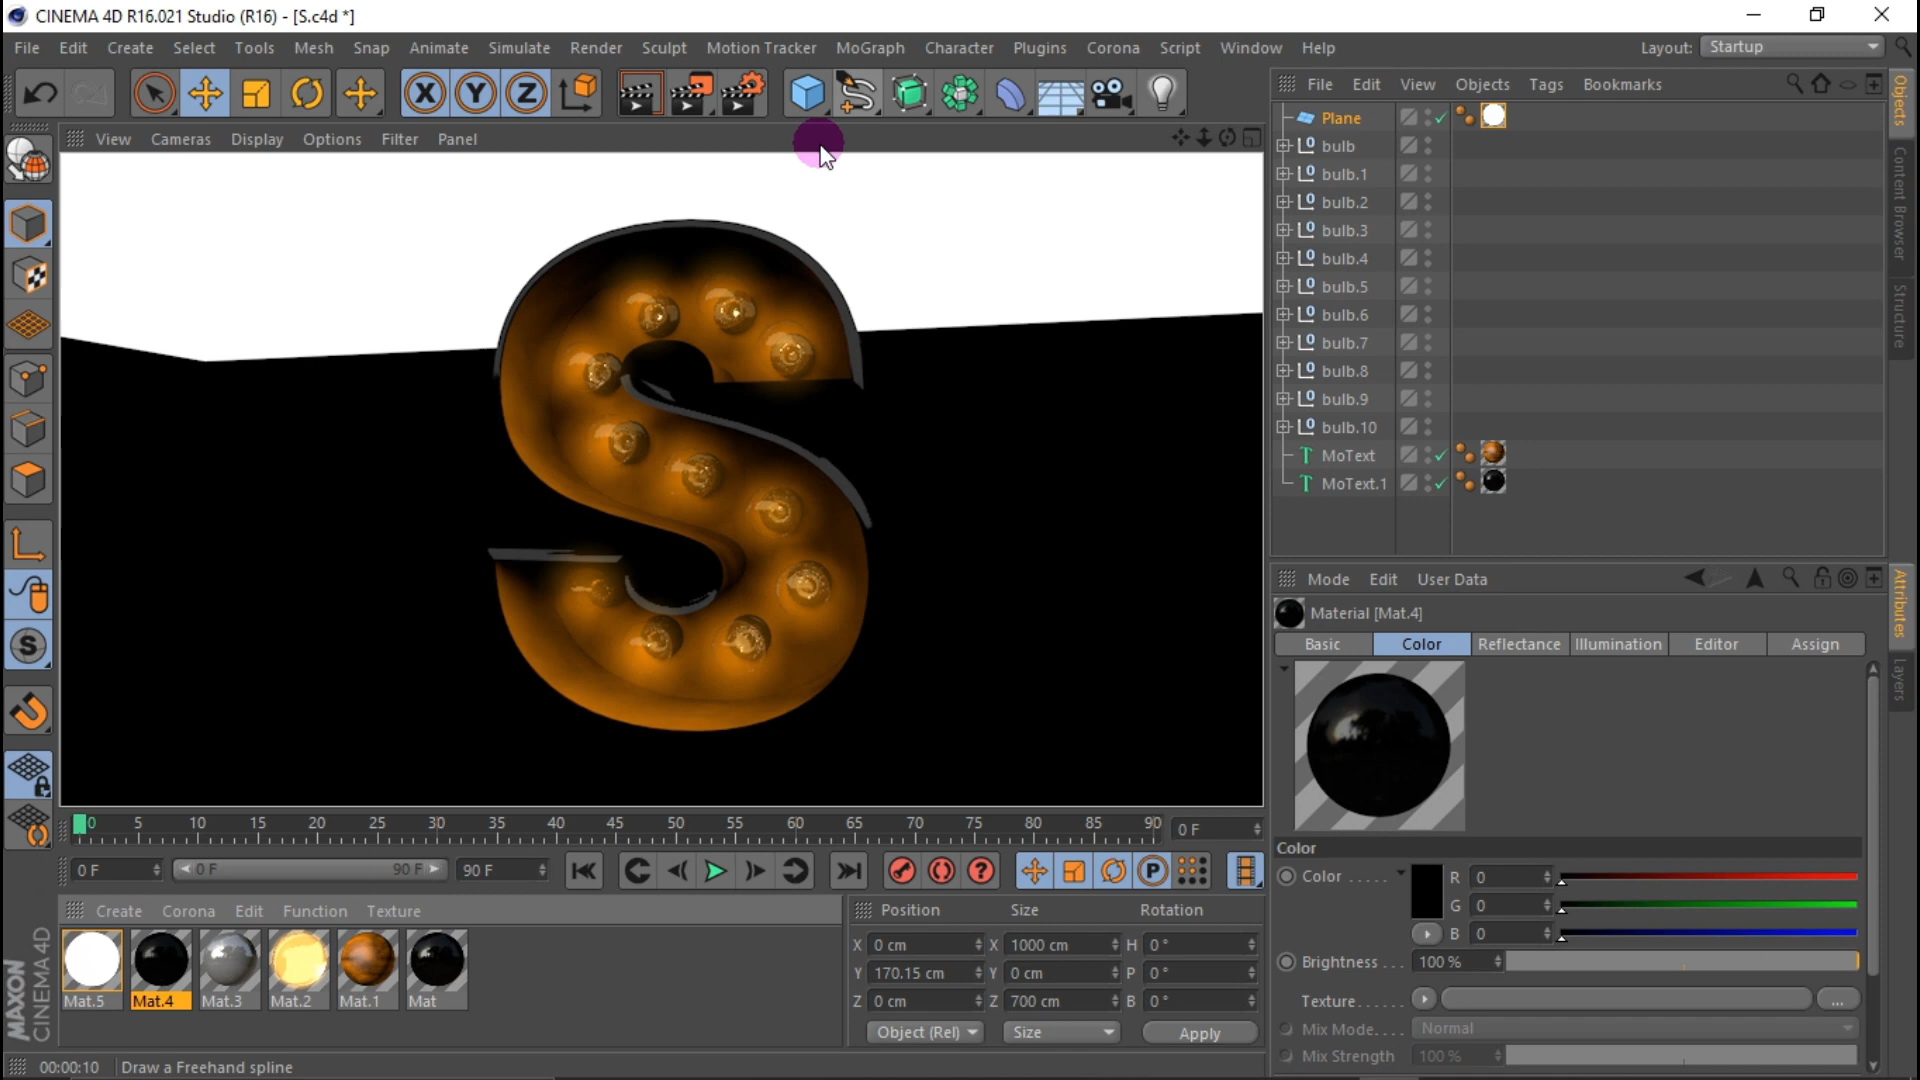 CINEMA 4D R16.021 Studio (R16) - [S.c4d *]
File Edit Create Select Tools Mesh Snap Animate Simulate Render Sculpt Motion Tracker MoGraph Character Plugins Corona Script Window Help
Layout: Startup
X Y Z
File Edit View Objects Tags Bookmarks
View Cameras Display Options Filter Panel
Plane
bulb
bulb.1
bulb.2
bulb.3
bulb.4
bulb.5
bulb.6
bulb.7
bulb.8
bulb.9
bulb.10
MoText
MoText.1
Objects
Content Browser
Structure
S
S
Mode Edit User Data
Material [Mat.4]
Basic Color Reflectance Illumination Editor Assign
Attributes
Layers
0 5 10 15 20 25 30 35 40 45 50 55 60 65 70 75 80 85 90 0 F
0 F 0 F 90 F 90 F ? P
Color
Color ..... R 0
G 0
B 0
Brightness ... 100 %
Texture...... ...
Mix Mode.... Normal
Mix Strength 100 %
Create Corona Edit Function Texture
Mat.5 Mat.4 Mat.3 Mat.2 Mat.1 Mat
Position Size Rotation
X 0 cm X 1000 cm H 0 °
Y 170.15 cm Y 0 cm P 0 °
Z 0 cm Z 700 cm B 0 °
Object (Rel) Size Apply
MAXON
CINEMA 4D
00:00:10 Draw a Freehand spline